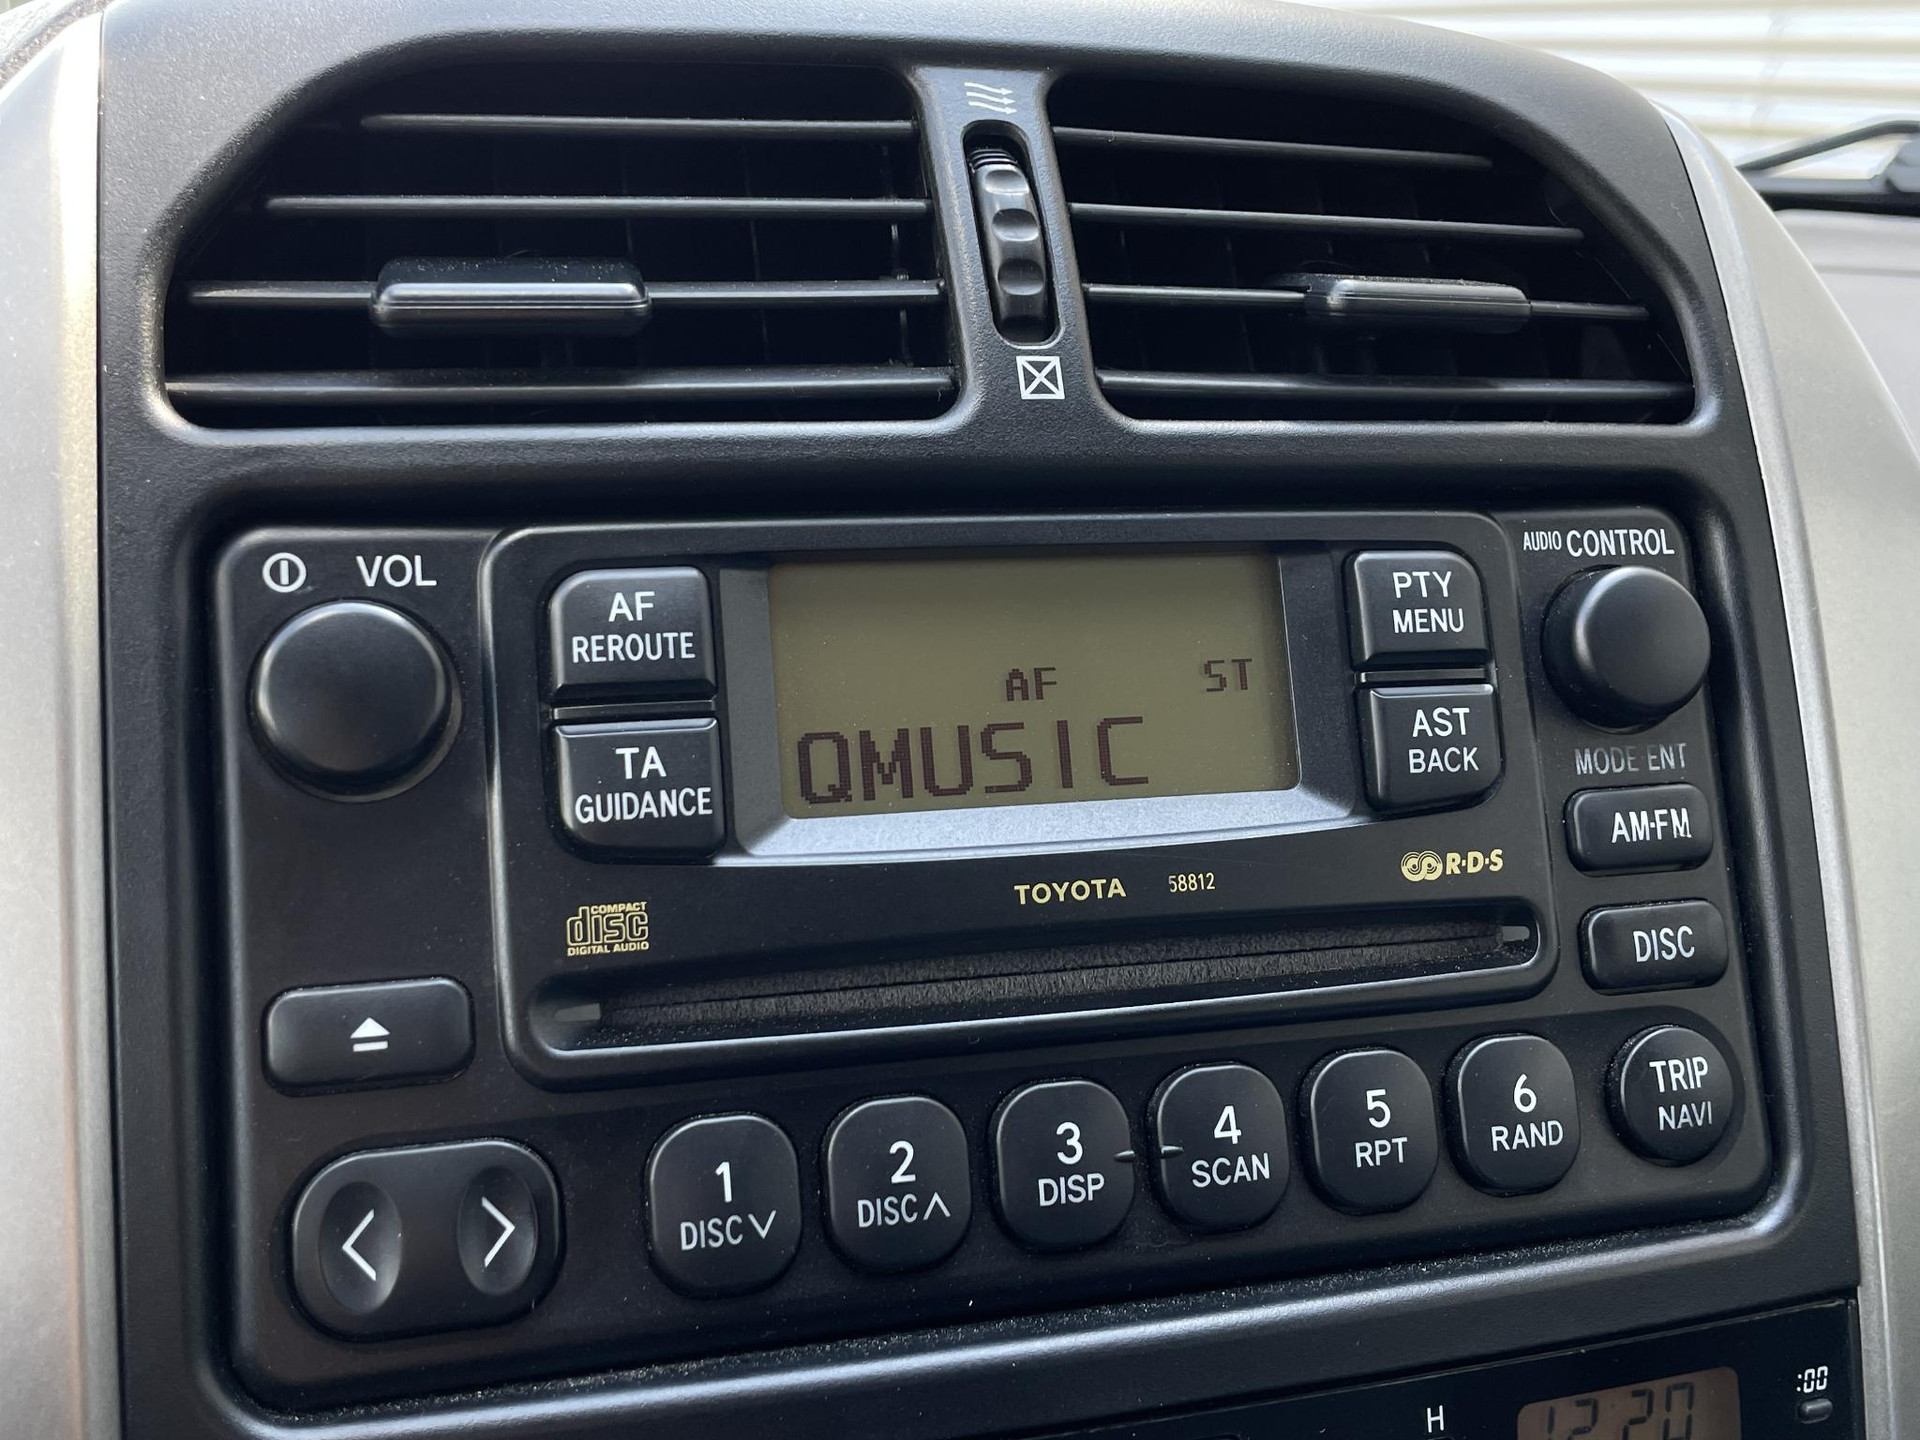 VOL
AUDIO CONTROL
AF
REROUTE
PTY
MENU
AF ST
QMUSIC
TA
GUIDANCE
AST
BACK
MODE ENT
AM·FM
TOYOTA 58812
R·D·S
COMPACT
disc
DIGITAL AUDIO
DISC
1
DISC
2
DISC
3
DISP
4
SCAN
5
RPT
6
RAND
TRIP
NAVI
H
12:20
:00